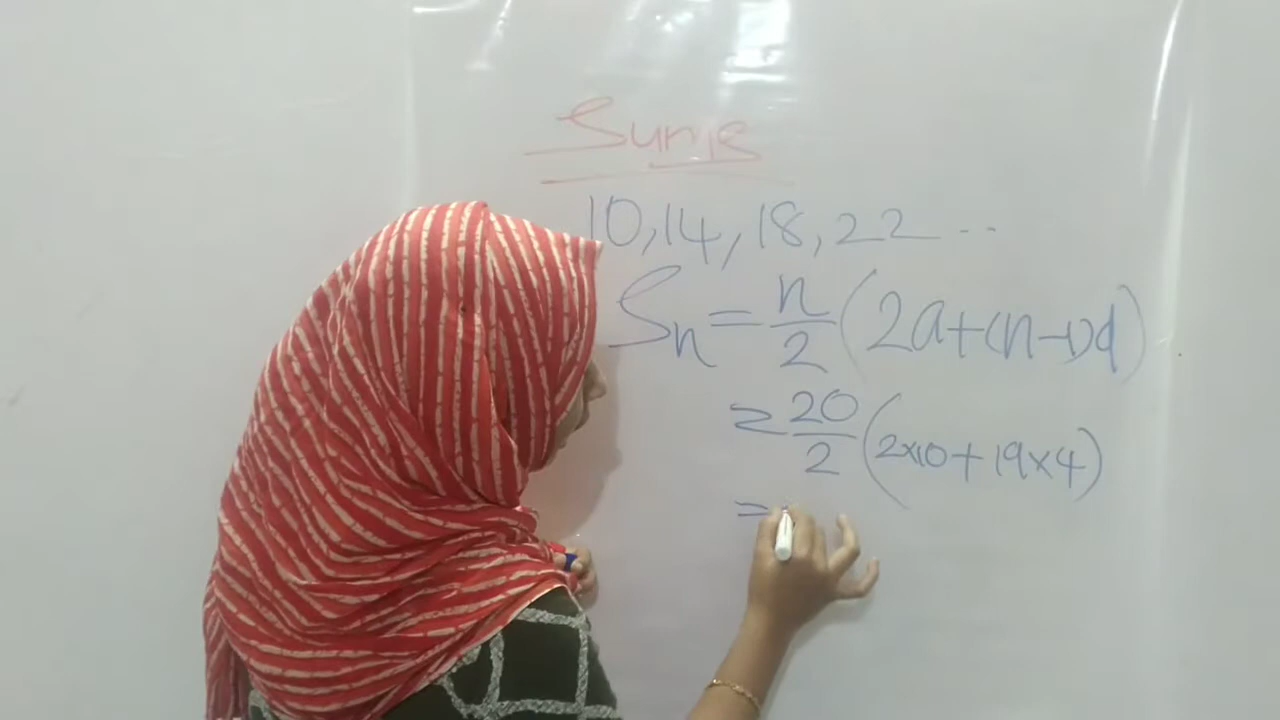 Sums
10, 14, 18, 22 ..
Sn = n/2 (2a+(n-1)d)
= 20/2 (2×10 + 19×4)
=